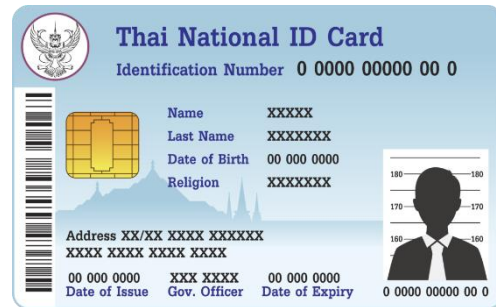 Thai National ID Card
Identification Number 0 0000 00000 00 0
Name XXXXX
Last Name XXXXXXX
Date of Birth 00 000 0000
Religion XXXXXXX
180 180
170 170
160 160
Address XX/XX XXXX XXXXXX
XXXX XXXX XXXX XXXX
00 000 0000 XXX XXXX 00 000 0000
Date of Issue Gov. Officer Date of Expiry
0 0000 00000 00 0